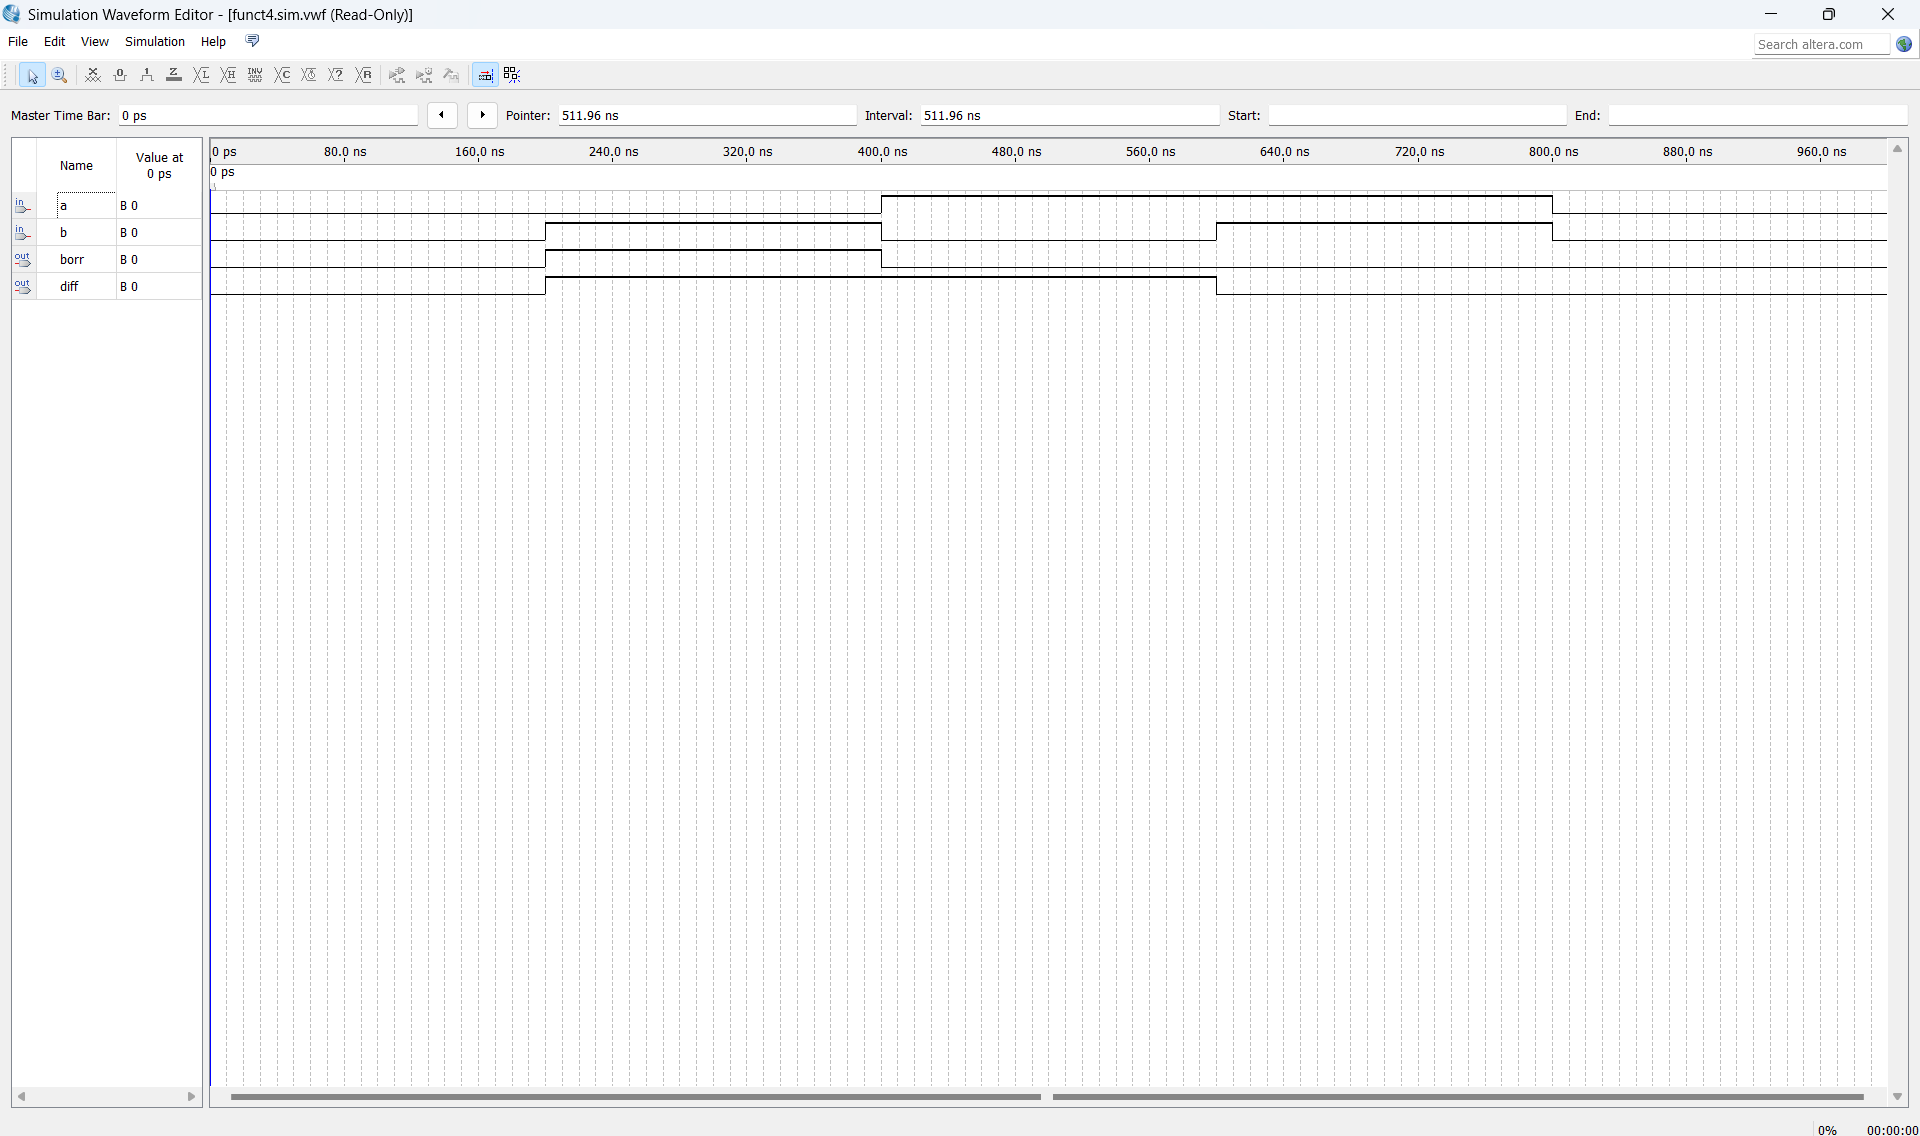 Simulation Waveform Editor - [funct4.sim.vwf (Read-Only)]
File Edit View Simulation Help
Search altera.com
Master Time Bar: 0 ps Pointer: 511.96 ns Interval: 511.96 ns Start: End:
Name Value at 0 ps
0 ps 80.0 ns 160.0 ns 240.0 ns 320.0 ns 400.0 ns 480.0 ns 560.0 ns 640.0 ns 720.0 ns 800.0 ns 880.0 ns 960.0 ns
0 ps
in a B 0
in b B 0
out borr B 0
out diff B 0
0% 00:00:00